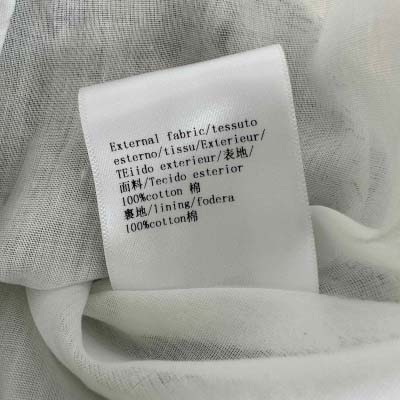 External fabric/tessuto
esterno/tissu/Exterieur/
TEiido exterieur/表地/
面料/Tecido esterior
100%cotton 棉
裏地/lining/fodera
100%cotton棉